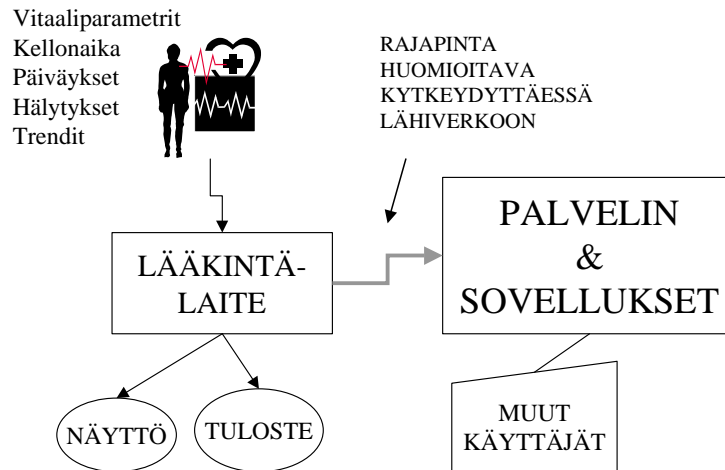 Vitaaliparametrit
Kellonaika
Päiväykset
Hälytykset
Trendit
RAJAPINTA
HUOMIOITAVA
KYTKEYDYTTÄESSÄ
LÄHIVERKOON
LÄÄKINTÄ-
LAITE
PALVELIN
&
SOVELLUKSET
NÄYTTÖ
TULOSTE
MUUT
KÄYTTÄJÄT